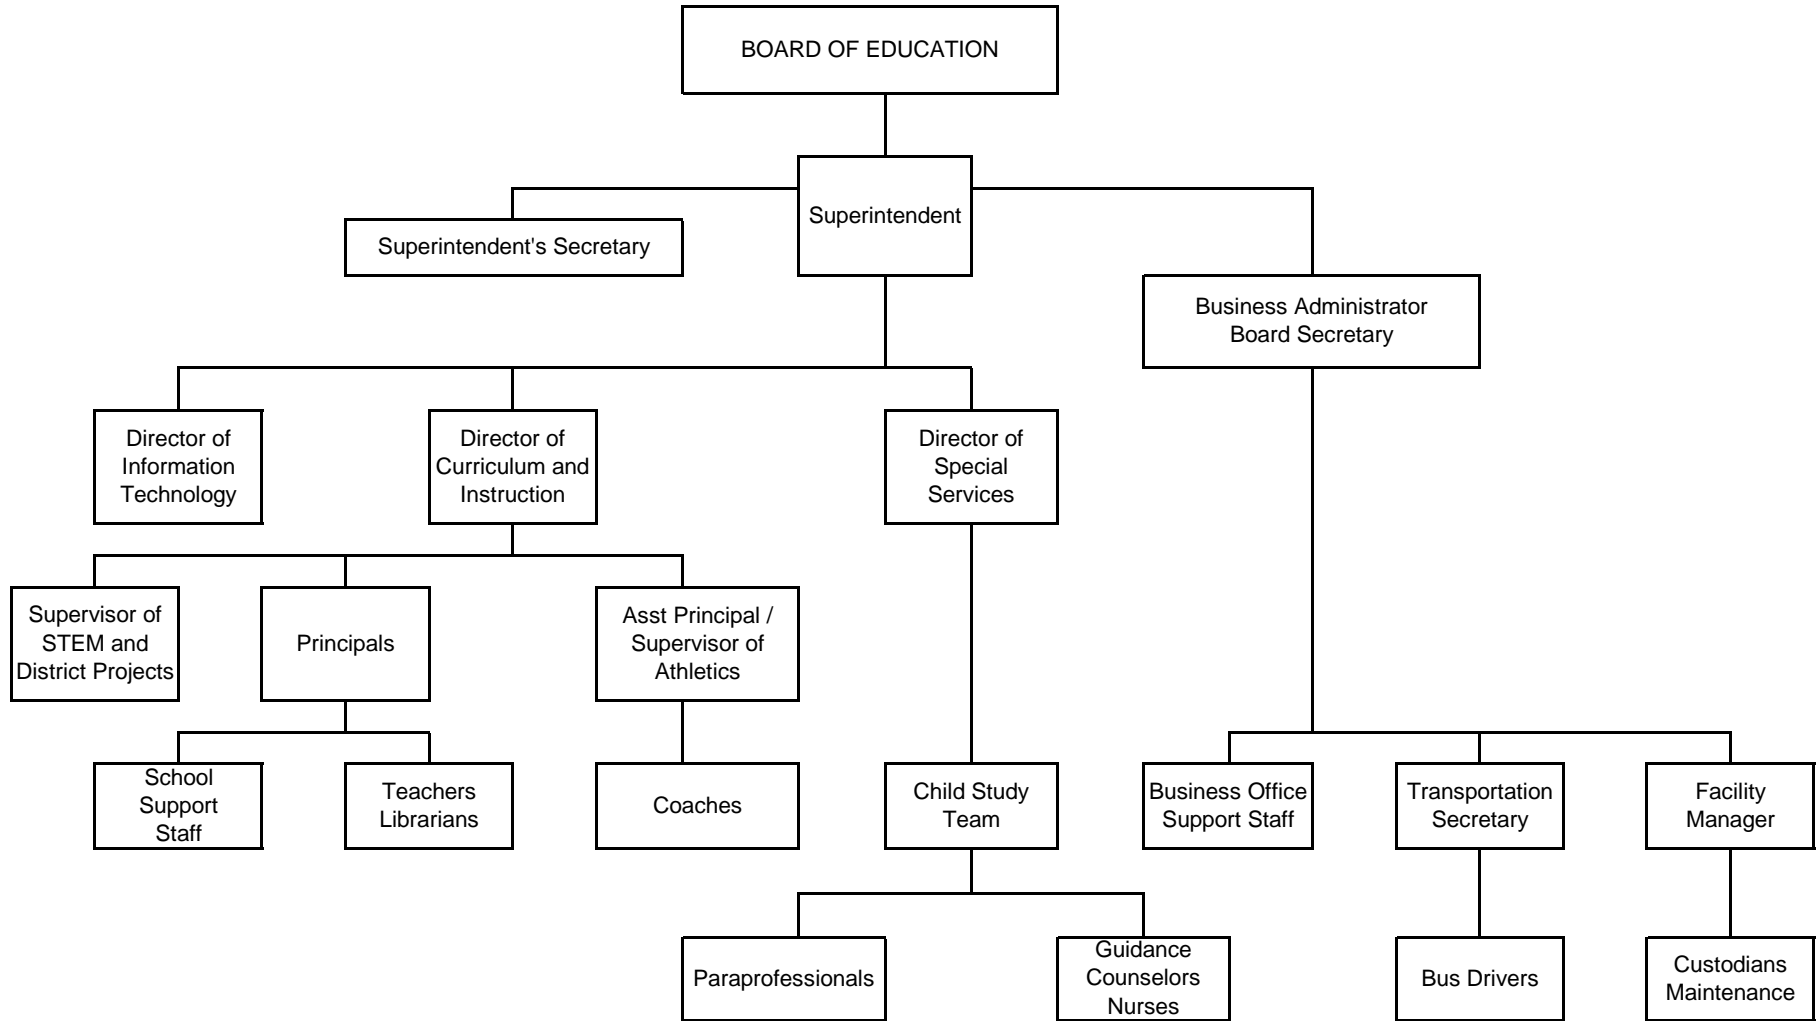 BOARD OF EDUCATION
Superintendent
Superintendent's Secretary
Business Administrator
Board Secretary
Director of
Information
Technology
Director of
Curriculum and
Instruction
Director of
Special
Services
Supervisor of
STEM and
District Projects
Principals
Asst Principal /
Supervisor of
Athletics
School
Support
Staff
Teachers
Librarians
Coaches
Child Study
Team
Business Office
Support Staff
Transportation
Secretary
Facility
Manager
Paraprofessionals
Guidance
Counselors
Nurses
Bus Drivers
Custodians
Maintenance